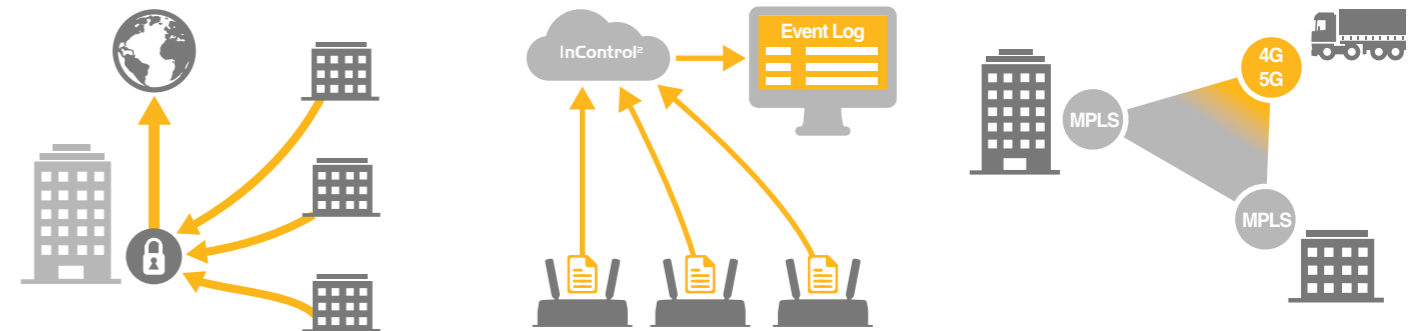 InControl²
Event Log
4G
5G
MPLS
MPLS